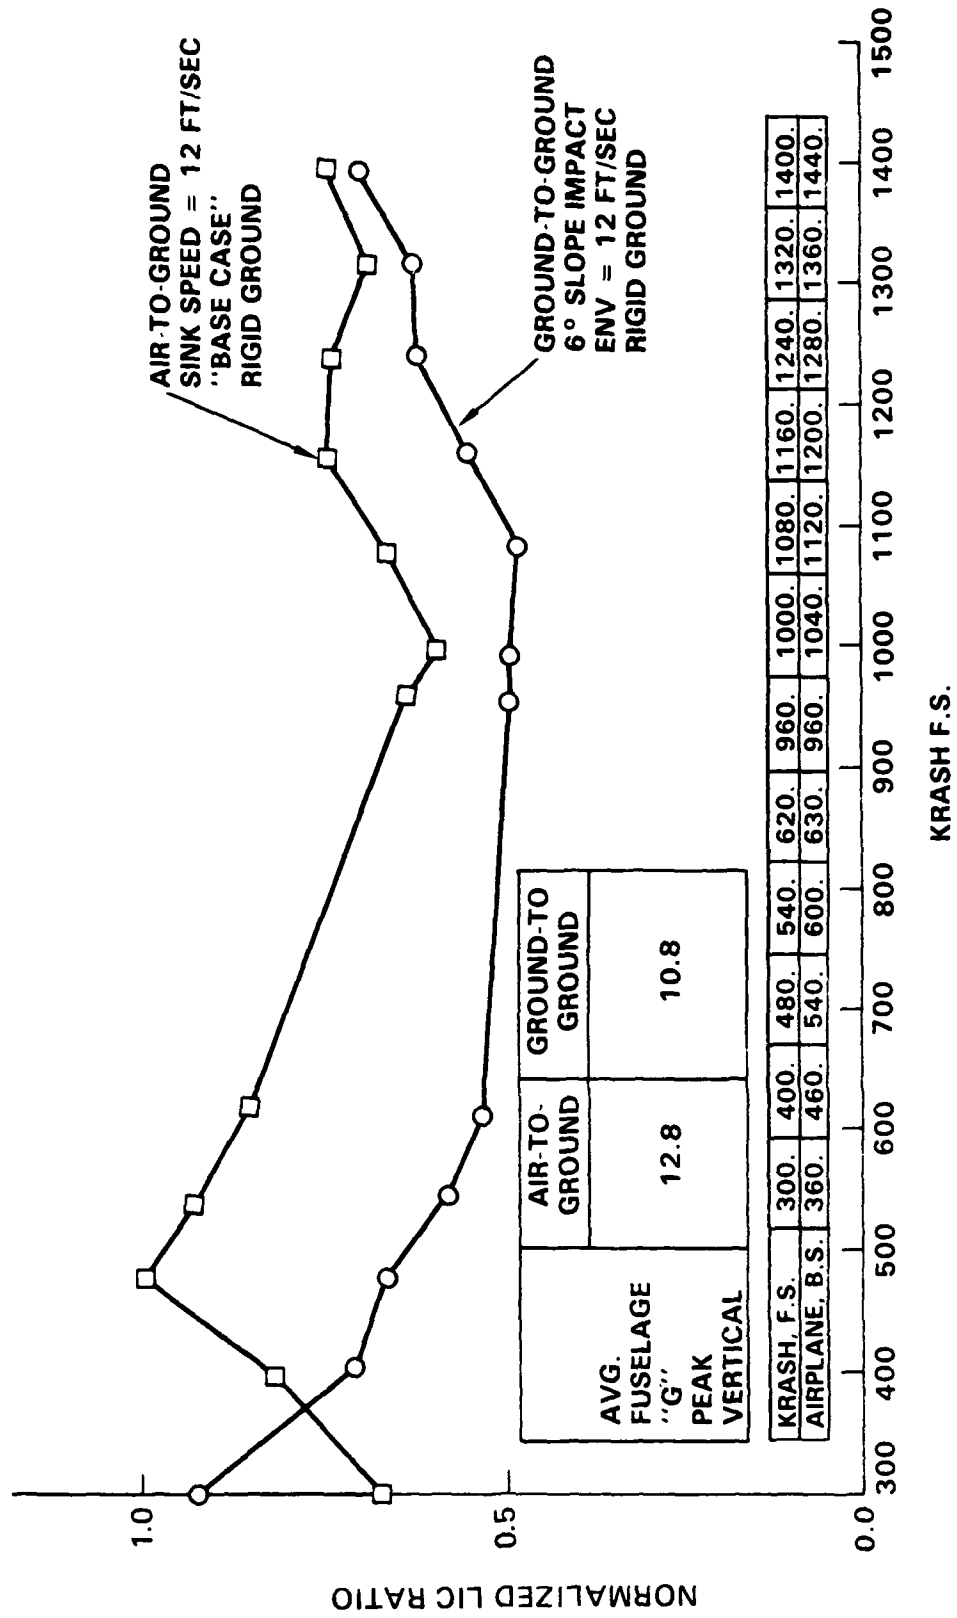 AIR-TO-GROUND
SINK SPEED = 12 FT/SEC
"BASE CASE"
RIGID GROUND
GROUND-TO-GROUND
6° SLOPE IMPACT
ENV = 12 FT/SEC
RIGID GROUND
NORMALIZED LIC RATIO
1.0
0.5
0.0
AIR-TO-GROUND GROUND-TO GROUND
AVG. FUSELAGE "G" PEAK VERTICAL 12.8 10.8
KRASH, F.S. 300. 400. 480. 540. 620. 960. 1000. 1080. 1160. 1240. 1320. 1400.
AIRPLANE, B.S. 360. 460. 540. 600. 630. 960. 1040. 1120. 1200. 1280. 1360. 1440.
300 400 500 600 700 800 900 1000 1100 1200 1300 1400 1500
KRASH F.S.